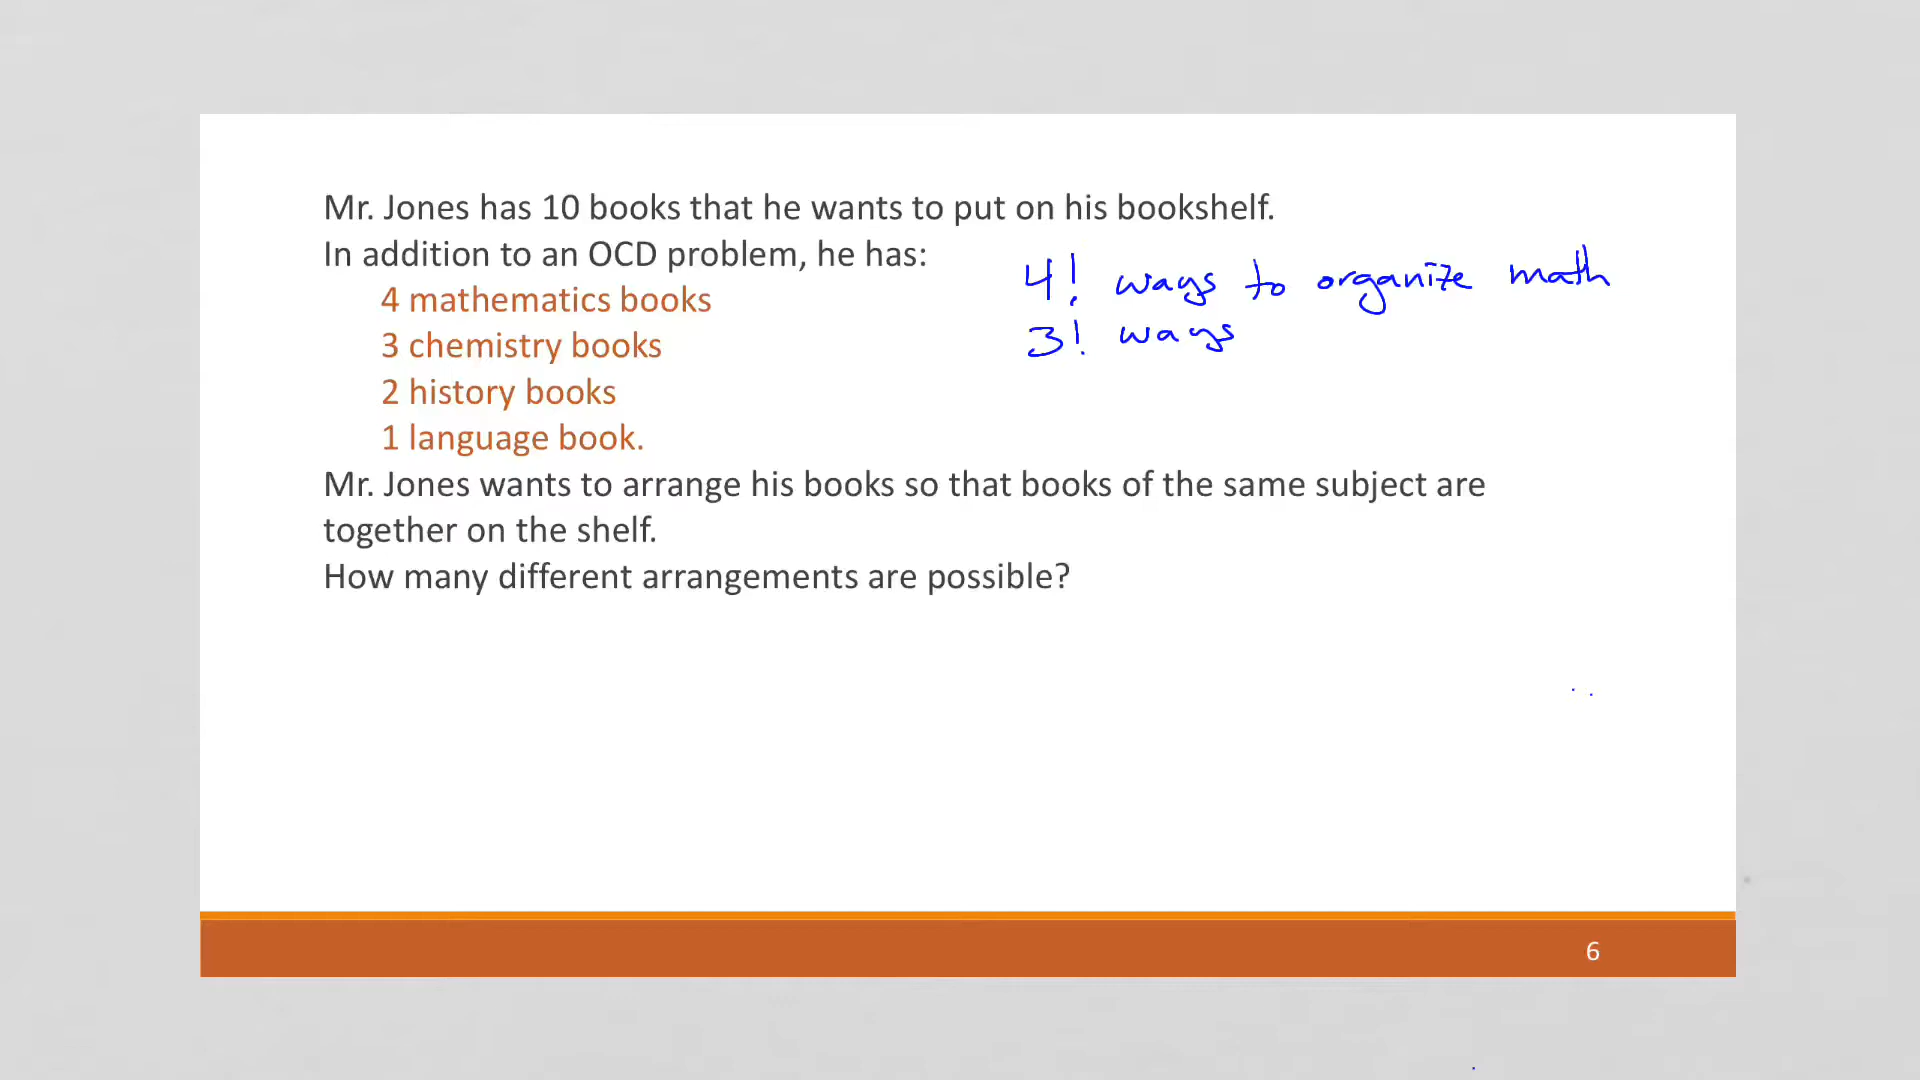 Mr. Jones has 10 books that he wants to put on his bookshelf.
In addition to an OCD problem, he has:
4! ways to organize math
4 mathematics books
3! ways
3 chemistry books
2 history books
1 language book.
Mr. Jones wants to arrange his books so that books of the same subject are
together on the shelf.
How many different arrangements are possible?
6